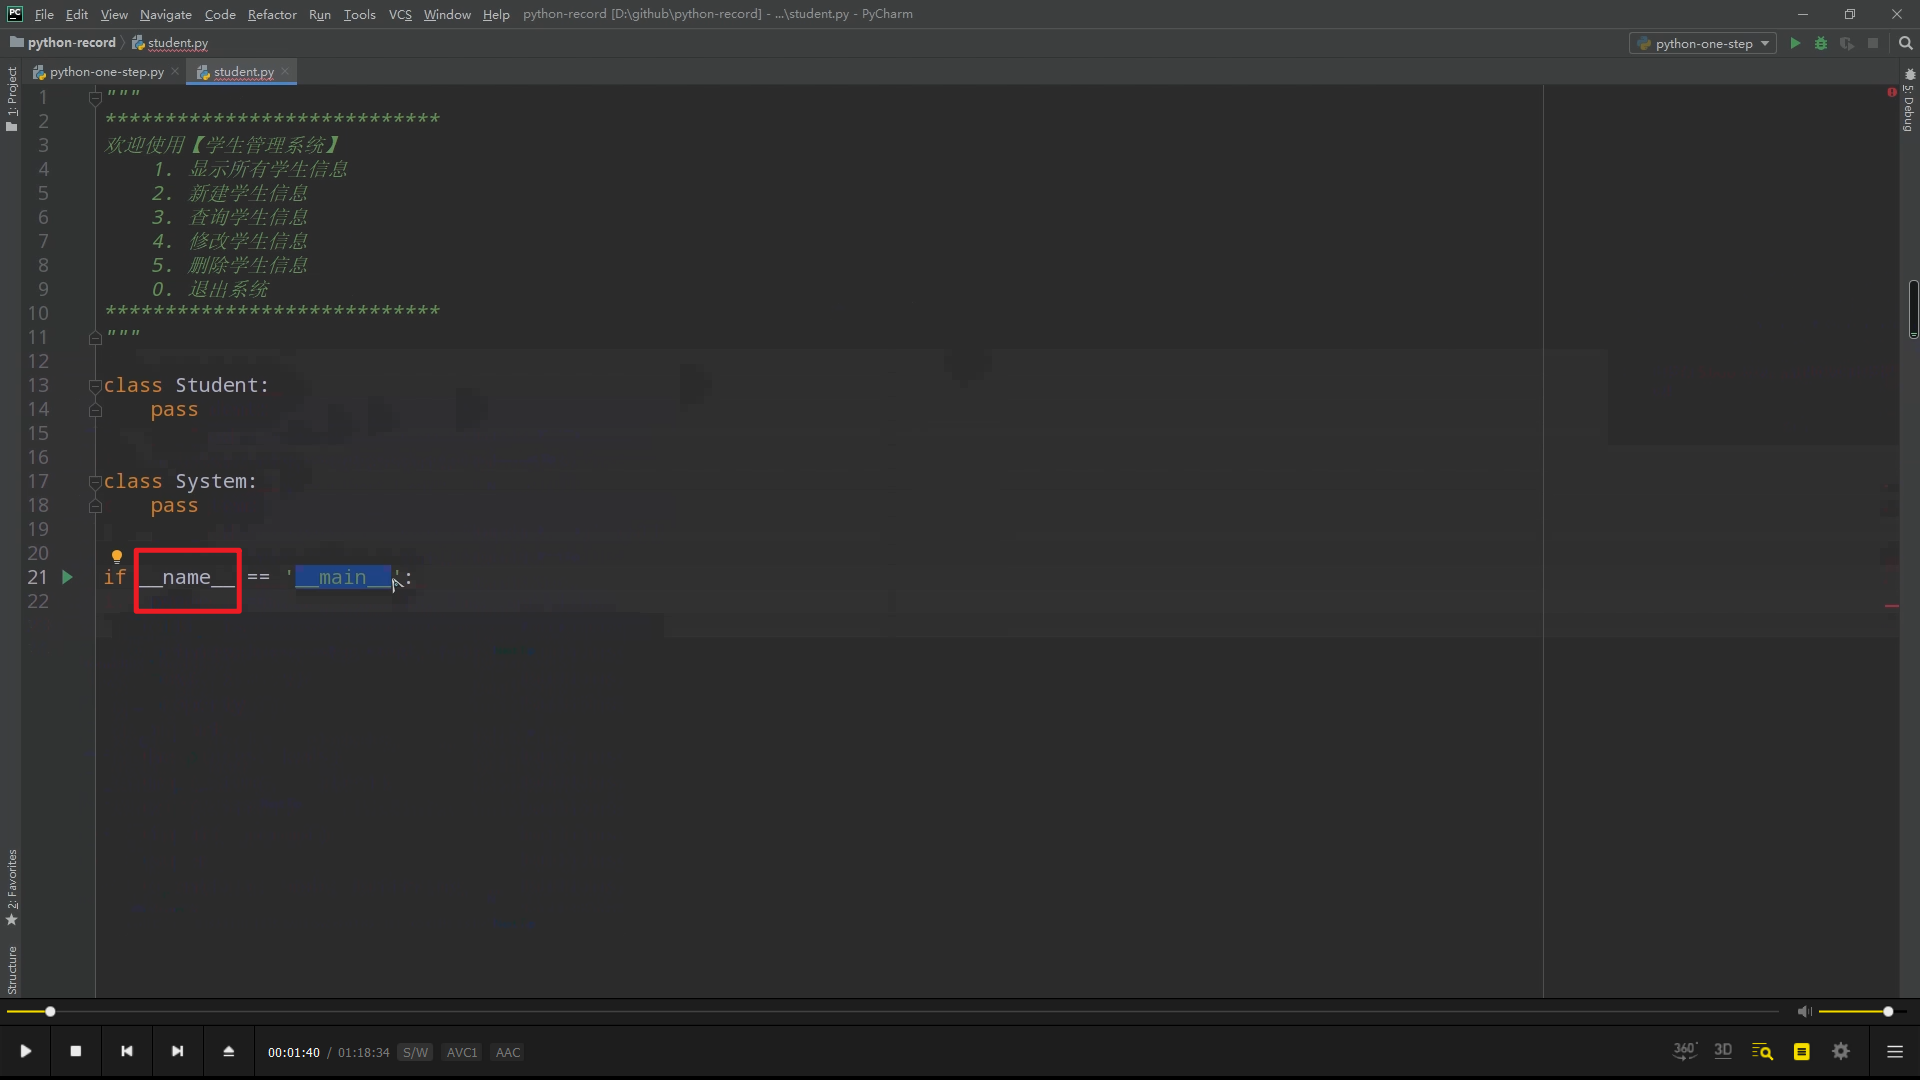 PC File Edit View Navigate Code Refactor Run Tools VCS Window Help python-record [D:\github\python-record] - ...\student.py - PyCharm
python-record student.py python-one-step
python-one-step.py student.py
1: Project
5: Debug
1 """
2 ****************************
3 欢迎使用【学生管理系统】
4 1. 显示所有学生信息
5 2. 新建学生信息
6 3. 查询学生信息
7 4. 修改学生信息
8 5. 删除学生信息
9 0. 退出系统
10 ****************************
11 """
12
13 class Student:
14 pass
15
16
17 class System:
18 pass
19
20
21 if __name__ == '__main__':
22
2: Favorites
Structure
00:01:40 / 01:18:34 S/W AVC1 AAC 360° 3D